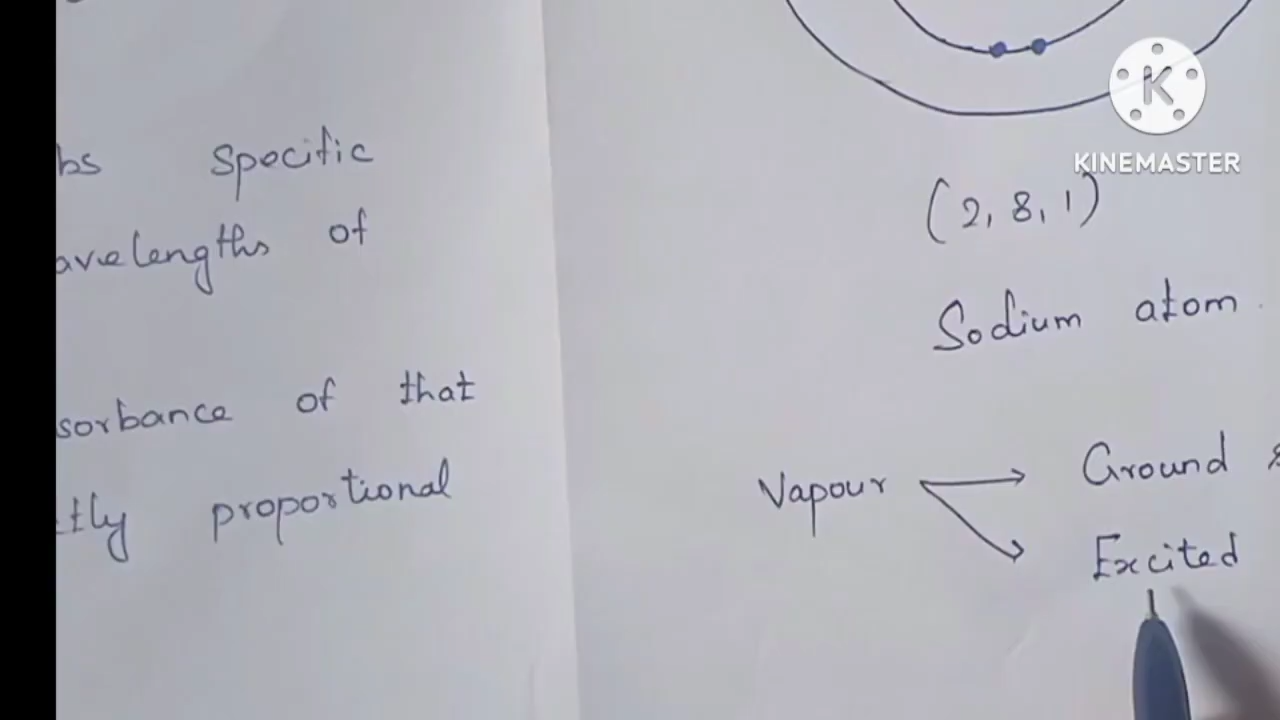 bs specific
avelengths of
sorbance of that
tly proportional
KINEMASTER
(2, 8, 1)
Sodium atom.
Vapour
Ground
Excited